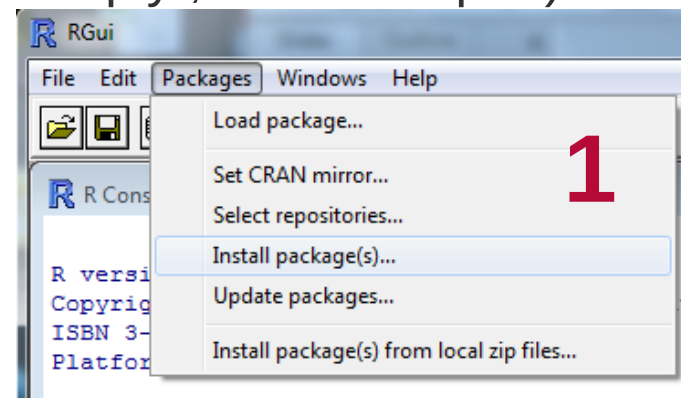 RGui
File Edit Packages Windows Help
Load package...
Set CRAN mirror...
1
R Cons
Select repositories...
Install package(s)...
R versi
Update packages...
Copyrig
ISBN 3-
Install package(s) from local zip files...
Platfor